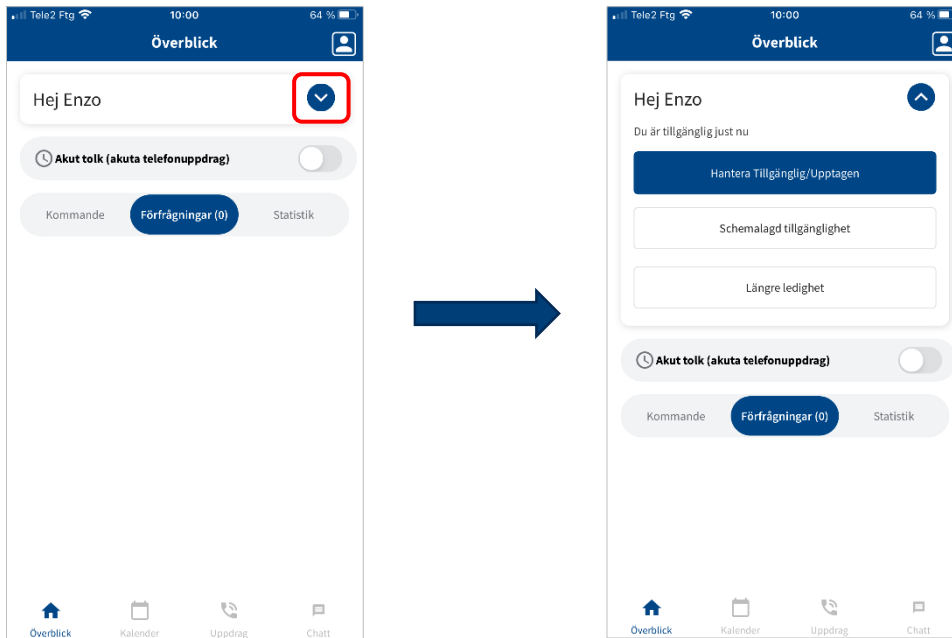 Tele2 Ftg 10:00 64 %
Överblick
Hej Enzo
Akut tolk (akuta telefonuppdrag)
Kommande Förfrågningar (0) Statistik
Överblick Kalender Uppdrag Chatt
Tele2 Ftg 10:00 64 %
Överblick
Hej Enzo
Du är tillgänglig just nu
Hantera Tillgänglig/Upptagen
Schemalagd tillgänglighet
Längre ledighet
Akut tolk (akuta telefonuppdrag)
Kommande Förfrågningar (0) Statistik
Överblick Kalender Uppdrag Chatt